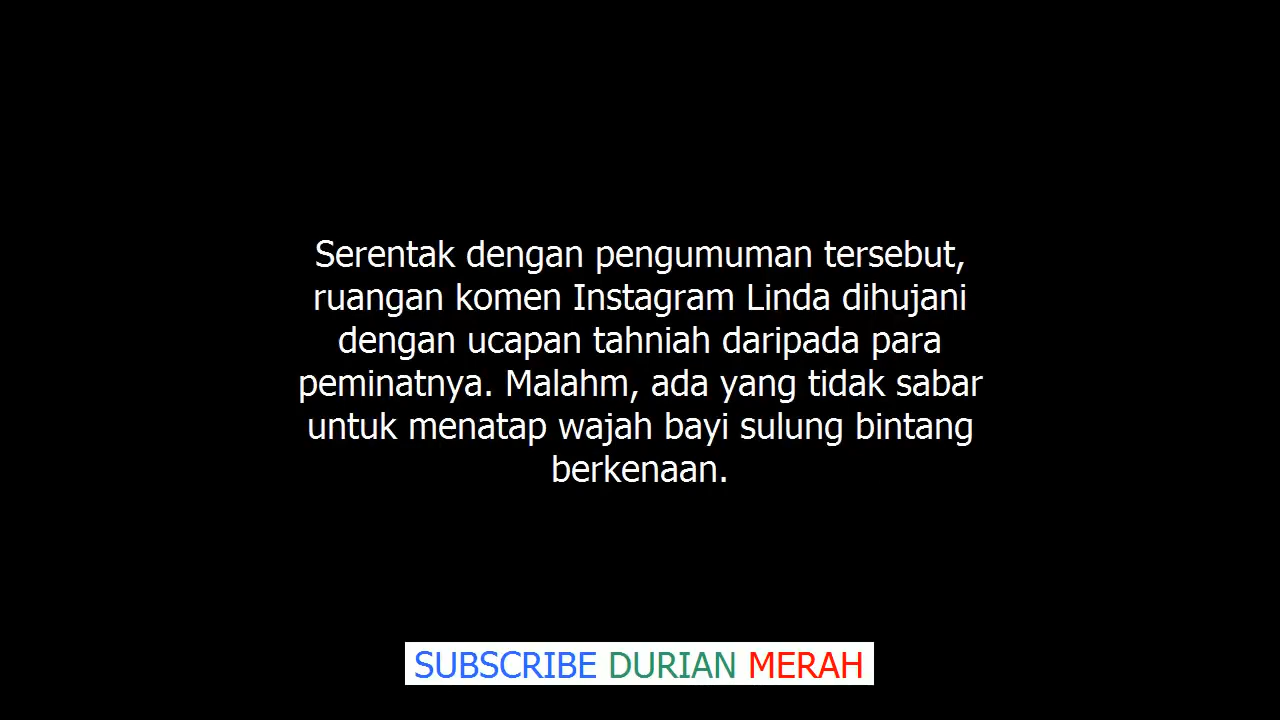 Serentak dengan pengumuman tersebut,
ruangan komen Instagram Linda dihujani
dengan ucapan tahniah daripada para
peminatnya. Malahm, ada yang tidak sabar
untuk menatap wajah bayi sulung bintang
berkenaan.
SUBSCRIBE DURIAN MERAH